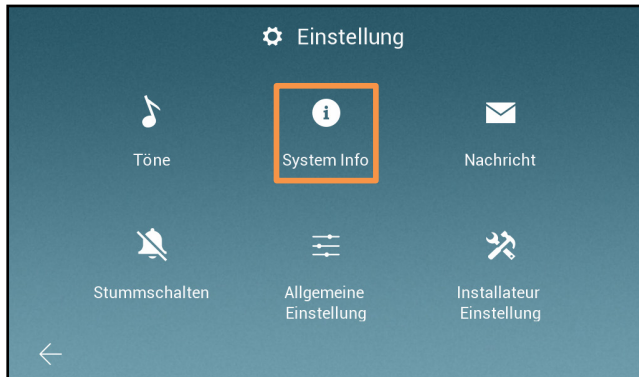 Einstellung
Töne
System Info
Nachricht
Stummschalten
Allgemeine
Einstellung
Installateur
Einstellung